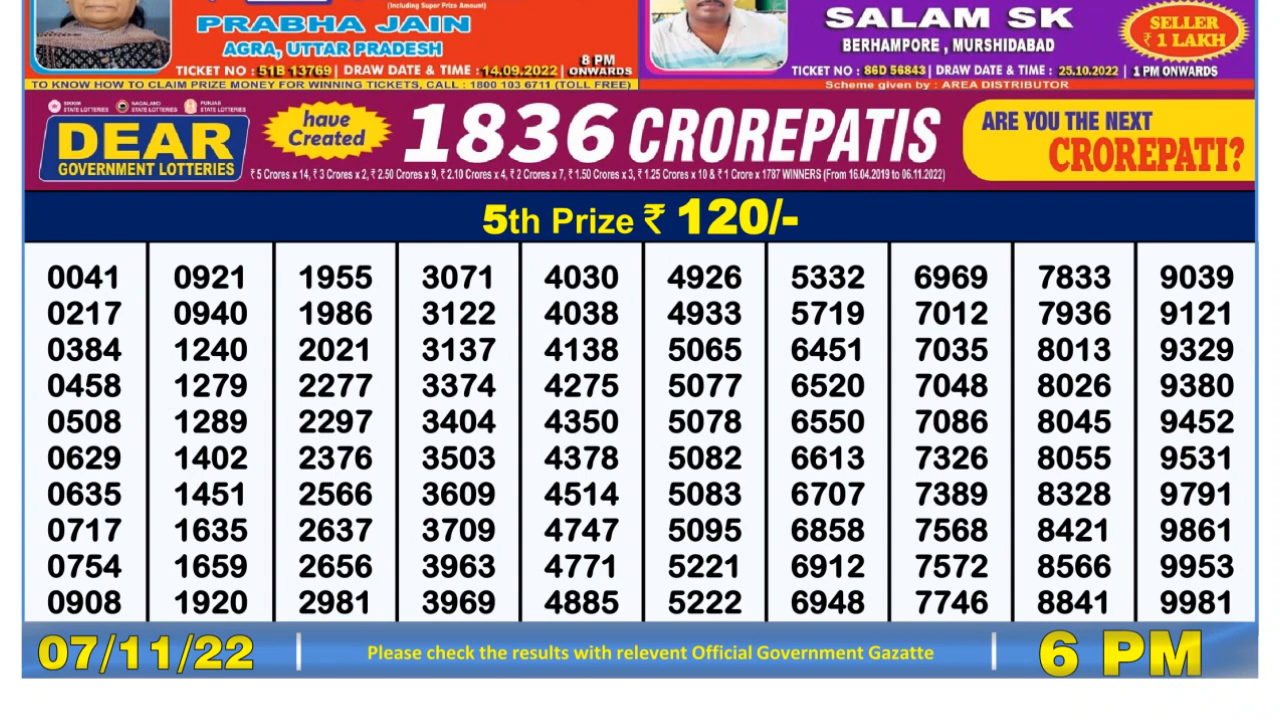 (Including Super Prize Amount)
PRABHA JAIN
AGRA, UTTAR PRADESH
8 PM
TICKET NO : 51B 13769 | DRAW DATE & TIME : 14.09.2022 | ONWARDS
TO KNOW HOW TO CLAIM PRIZE MONEY FOR WINNING TICKETS, CALL : 1800 103 6711 (TOLL FREE)
SALAM SK
BERHAMPORE , MURSHIDABAD
SELLER
₹ 1 LAKH
TICKET NO : 86D 56843 | DRAW DATE & TIME : 25.10.2022 | 1 PM ONWARDS
Scheme given by : AREA DISTRIBUTOR
SIKKIM STATE LOTTERIES NAGALAND STATE LOTTERIES PUNJAB STATE LOTTERIES
DEAR
GOVERNMENT LOTTERIES
have
Created
1836 CROREPATIS
₹ 5 Crores x 14, ₹ 3 Crores x 2, ₹ 2.50 Crores x 9, ₹ 2.10 Crores x 4, ₹ 2 Crores x 7, ₹ 1.50 Crores x 3, ₹ 1.25 Crores x 10 & ₹ 1 Crore x 1787 WINNERS (From 16.04.2019 to 06.11.2022)
ARE YOU THE NEXT
CROREPATI?
5th Prize ₹ 120/-
0041 0921 1955 3071 4030 4926 5332 6969 7833 9039
0217 0940 1986 3122 4038 4933 5719 7012 7936 9121
0384 1240 2021 3137 4138 5065 6451 7035 8013 9329
0458 1279 2277 3374 4275 5077 6520 7048 8026 9380
0508 1289 2297 3404 4350 5078 6550 7086 8045 9452
0629 1402 2376 3503 4378 5082 6613 7326 8055 9531
0635 1451 2566 3609 4514 5083 6707 7389 8328 9791
0717 1635 2637 3709 4747 5095 6858 7568 8421 9861
0754 1659 2656 3963 4771 5221 6912 7572 8566 9953
0908 1920 2981 3969 4885 5222 6948 7746 8841 9981
07/11/22 | Please check the results with relevent Official Government Gazatte | 6 PM